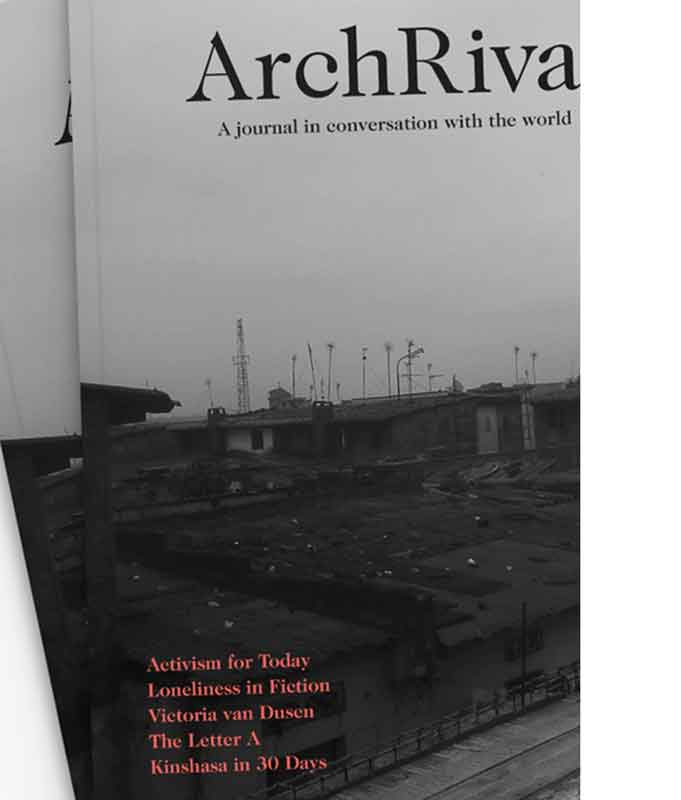 ArchRiva
A journal in conversation with the world
Activism for Today
Loneliness in Fiction
Victoria van Dusen
The Letter A
Kinshasa in 30 Days